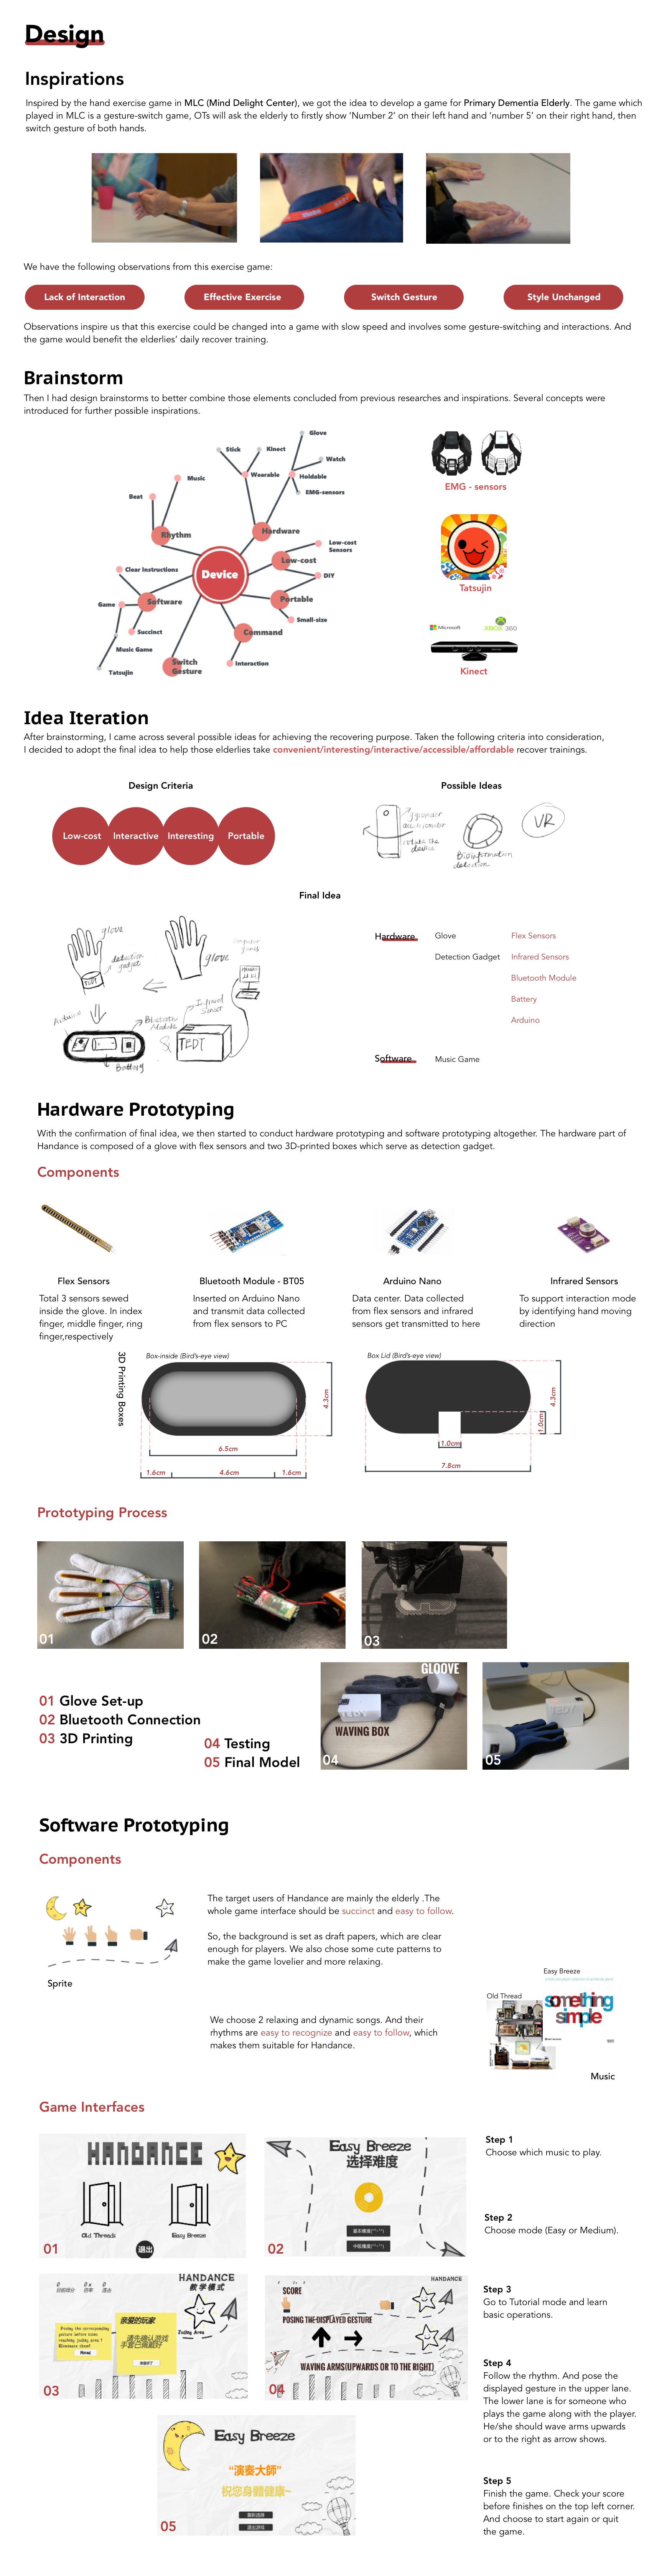 Design
Inspirations
Inspired by the hand exercise game in MLC (Mind Delight Center), we got the idea to develop a game for Primary Dementia Elderly. The game which
played in MLC is a gesture-switch game, OTs will ask the elderly to firstly show 'Number 2' on their left hand and 'number 5' on their right hand, then
switch gesture of both hands.
We have the following observations from this exercise game:
Lack of Interaction
Effective Exercise
Switch Gesture
Style Unchanged
Observations inspire us that this exercise could be changed into a game with slow speed and involves some gesture-switching and interactions. And
the game would benefit the elderlies' daily recover training.
Brainstorm
Then I had design brainstorms to better combine those elements concluded from previous researches and inspirations. Several concepts were
introduced for further possible inspirations.
Glove
Stick
Kinect
Watch
Music
Wearable
Holdable
EMG-sensors
Beat
Rhythm
Hardware
Low-cost
Sensors
Low-cost
Clear Instructions
Device
DIY
Game
Software
Portable
Small-size
Succinct
Command
Music Game
Switch
Gesture
Interaction
Tatsujin
EMG - sensors
Tatsujin
Microsoft
XBOX 360
Kinect
Idea Iteration
After brainstorming, I came across several possible ideas for achieving the recovering purpose. Taken the following criteria into consideration,
I decided to adopt the final idea to help those elderlies take convenient/interesting/interactive/accessible/affordable recover trainings.
Design Criteria
Low-cost
Interactive
Interesting
Portable
Possible Ideas
rotate the
device
Bioinformation
detection
VR
Final Idea
glove
detection
gadget
TEDT
glove
Arduino
Bluetooth
Module
Infrared
Sensor
&
TEDT
Battery
Hardware
Glove
Flex Sensors
Detection Gadget
Infrared Sensors
Bluetooth Module
Battery
Arduino
Software
Music Game
Hardware Prototyping
With the confirmation of final idea, we then started to conduct hardware prototyping and software prototyping altogether. The hardware part of
Handance is composed of a glove with flex sensors and two 3D-printed boxes which serve as detection gadget.
Components
Flex Sensors
Total 3 sensors sewed
inside the glove. In index
finger, middle finger, ring
finger,respectively
Bluetooth Module - BT05
Inserted on Arduino Nano
and transmit data collected
from flex sensors to PC
Arduino Nano
Data center. Data collected
from flex sensors and infrared
sensors get transmitted to here
Infrared Sensors
To support interaction mode
by identifying hand moving
direction
3D Printing Boxes
Box-inside (Bird's-eye view)
4.3cm
6.5cm
1.6cm
4.6cm
1.6cm
Box Lid (Bird's-eye view)
4.3cm
1.0cm
1.0cm
7.8cm
Prototyping Process
01
02
03
01 Glove Set-up
02 Bluetooth Connection
03 3D Printing
04 Testing
05 Final Model
GLOOVE
WAVING BOX
04
TEDY
05
Software Prototyping
Components
Sprite
The target users of Handance are mainly the elderly .The
whole game interface should be succinct and easy to follow.
So, the background is set as draft papers, which are clear
enough for players. We also chose some cute patterns to
make the game lovelier and more relaxing.
We choose 2 relaxing and dynamic songs. And their
rhythms are easy to recognize and easy to follow, which
makes them suitable for Handance.
Easy Breeze
something
simple
Old Thread
Music
Game Interfaces
HANDANCE
Old Threads
Easy Breeze
退出
01
Easy Breeze
选择难度
02
Step 1
Choose which music to play.
Step 2
Choose mode (Easy or Medium).
HANDANCE
教学模式
Posing the corresponding
亲爱的玩家
请先确认游戏
手套已佩戴好
Judging Area
03
HANDANCE
SCORE
POSING THE DISPLAYED GESTURE
WAVING ARMS(UPWARDS OR TO THE RIGHT)
04
Step 3
Go to Tutorial mode and learn
basic operations.
Step 4
Follow the rhythm. And pose the
displayed gesture in the upper lane.
The lower lane is for someone who
plays the game along with the player.
He/she should wave arms upwards
or to the right as arrow shows.
Easy Breeze
"演奏大師"
祝您身體健康~
05
Step 5
Finish the game. Check your score
before finishes on the top left corner.
And choose to start again or quit
the game.